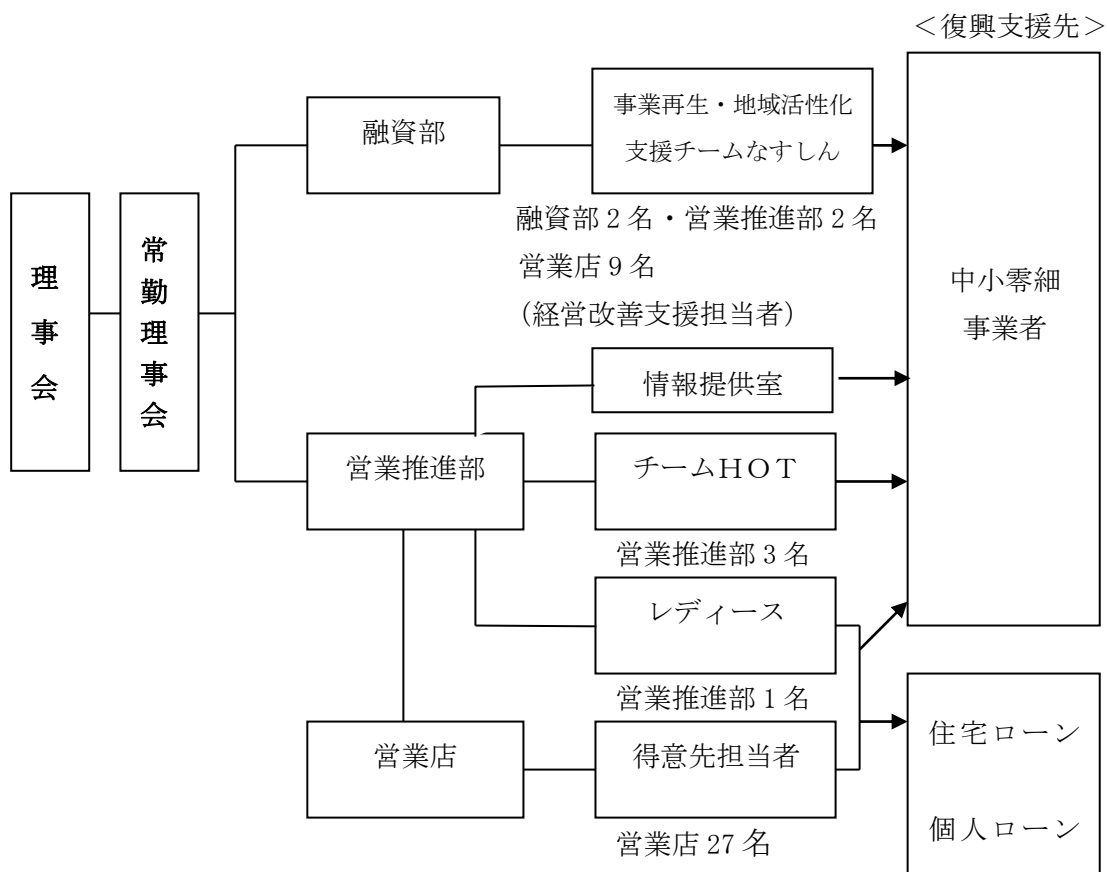 ＜復興支援先＞
理事会
常勤理事会
融資部
事業再生・地域活性化
支援チームなすしん
融資部２名・営業推進部２名
営業店９名
（経営改善支援担当者）
中小零細
事業者
情報提供室
営業推進部
チームＨＯＴ
営業推進部３名
レディース
営業推進部１名
営業店
得意先担当者
営業店 27 名
住宅ローン
個人ローン